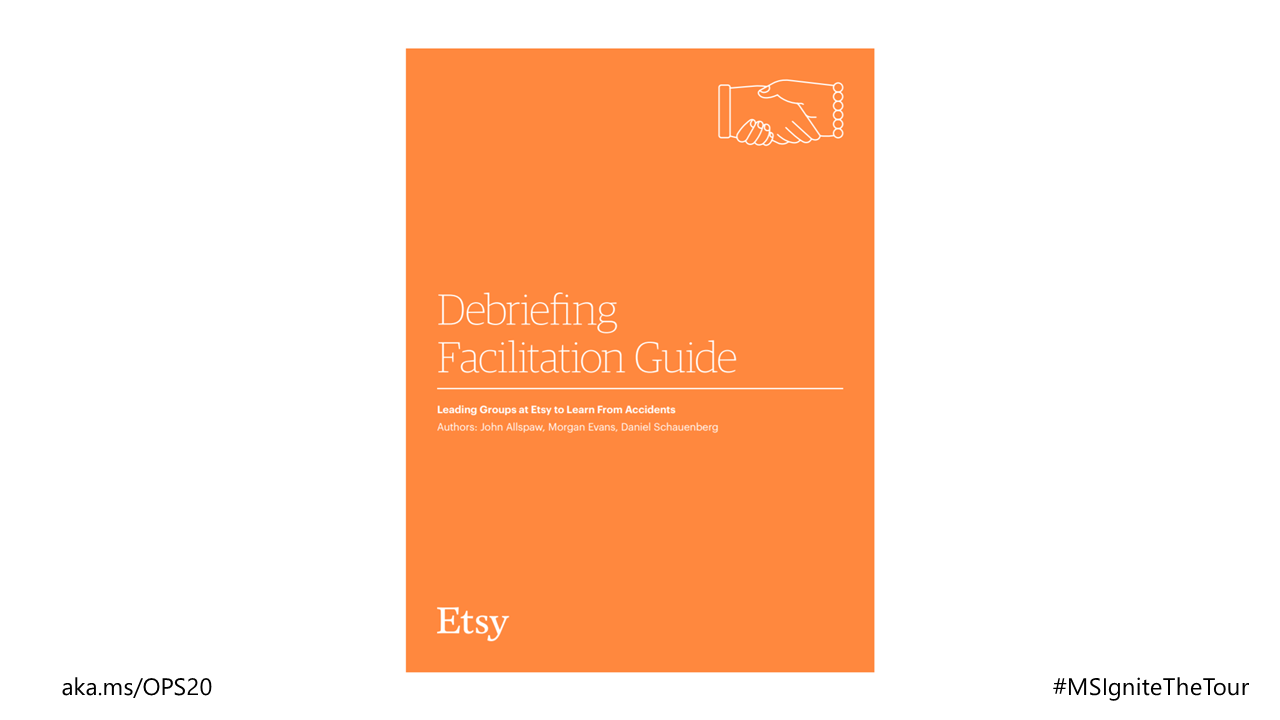 Debriefing
Facilitation Guide
Leading Groups at Etsy to Learn From Accidents
Authors: John Allspaw, Morgan Evans, Daniel Schauenberg
Etsy
aka.ms/OPS20
#MSIgniteTheTour